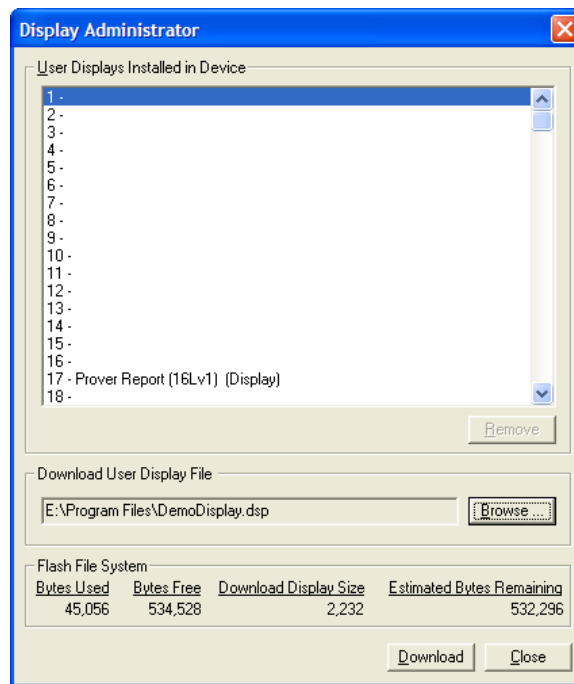 Display Administrator
User Displays Installed in Device
1 -
2 -
3 -
4 -
5 -
6 -
7 -
8 -
9 -
10 -
11 -
12 -
13 -
14 -
15 -
16 -
17 - Prover Report (16Lv1) (Display)
18 -
Remove
Download User Display File
E:\Program Files\DemoDisplay.dsp
Browse ...
Flash File System
Bytes Used Bytes Free Download Display Size Estimated Bytes Remaining
45,056 534,528 2,232 532,296
Download Close